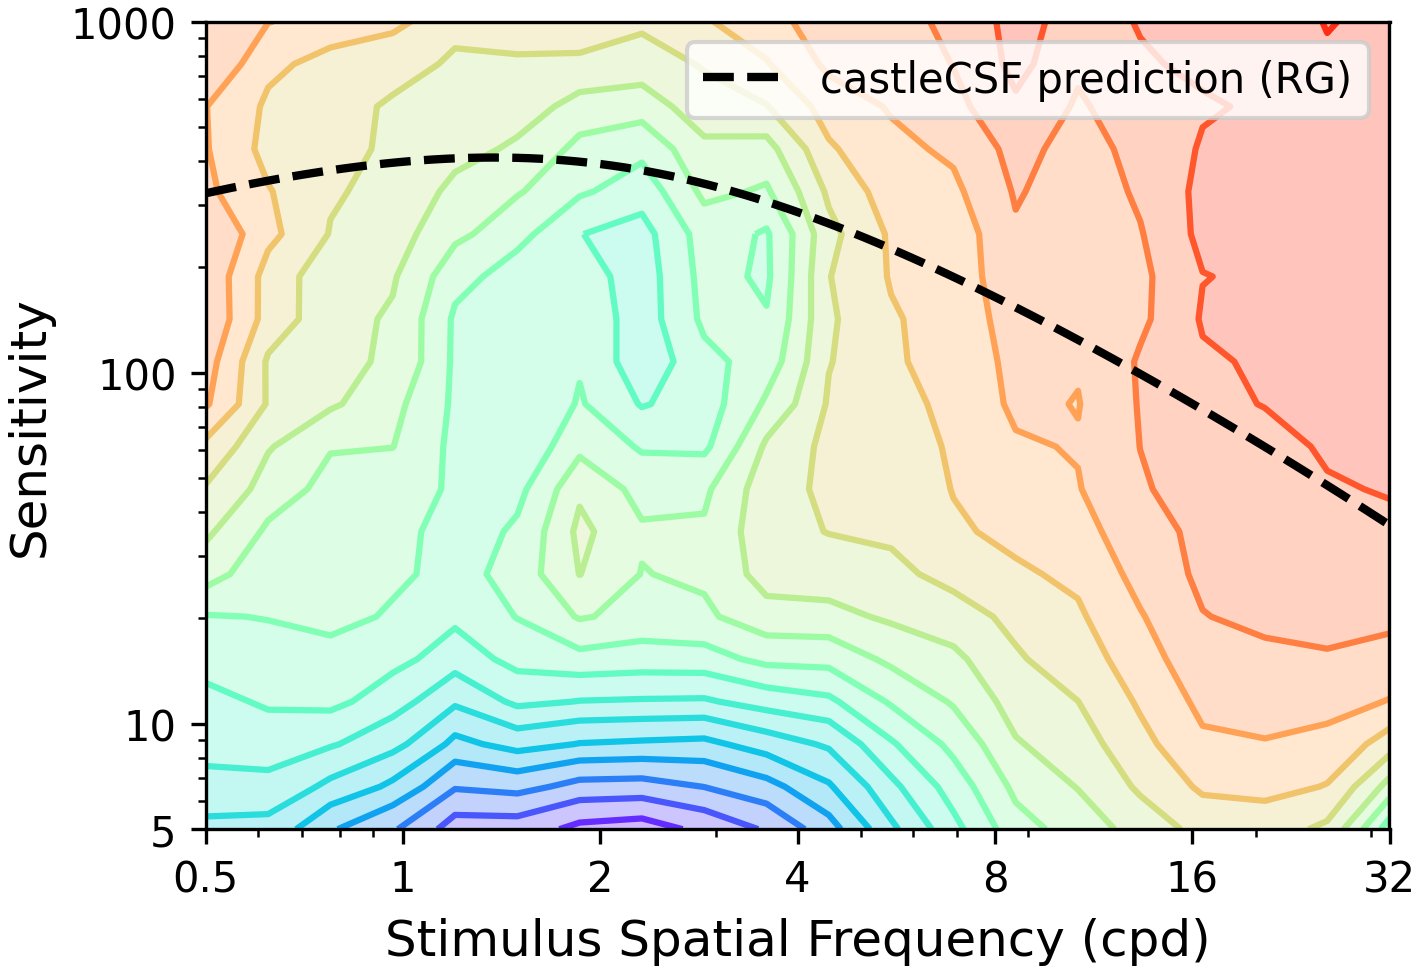 1000
castleCSF prediction (RG)
100
Sensitivity
10
5
0.5 1 2 4 8 16 32
Stimulus Spatial Frequency (cpd)